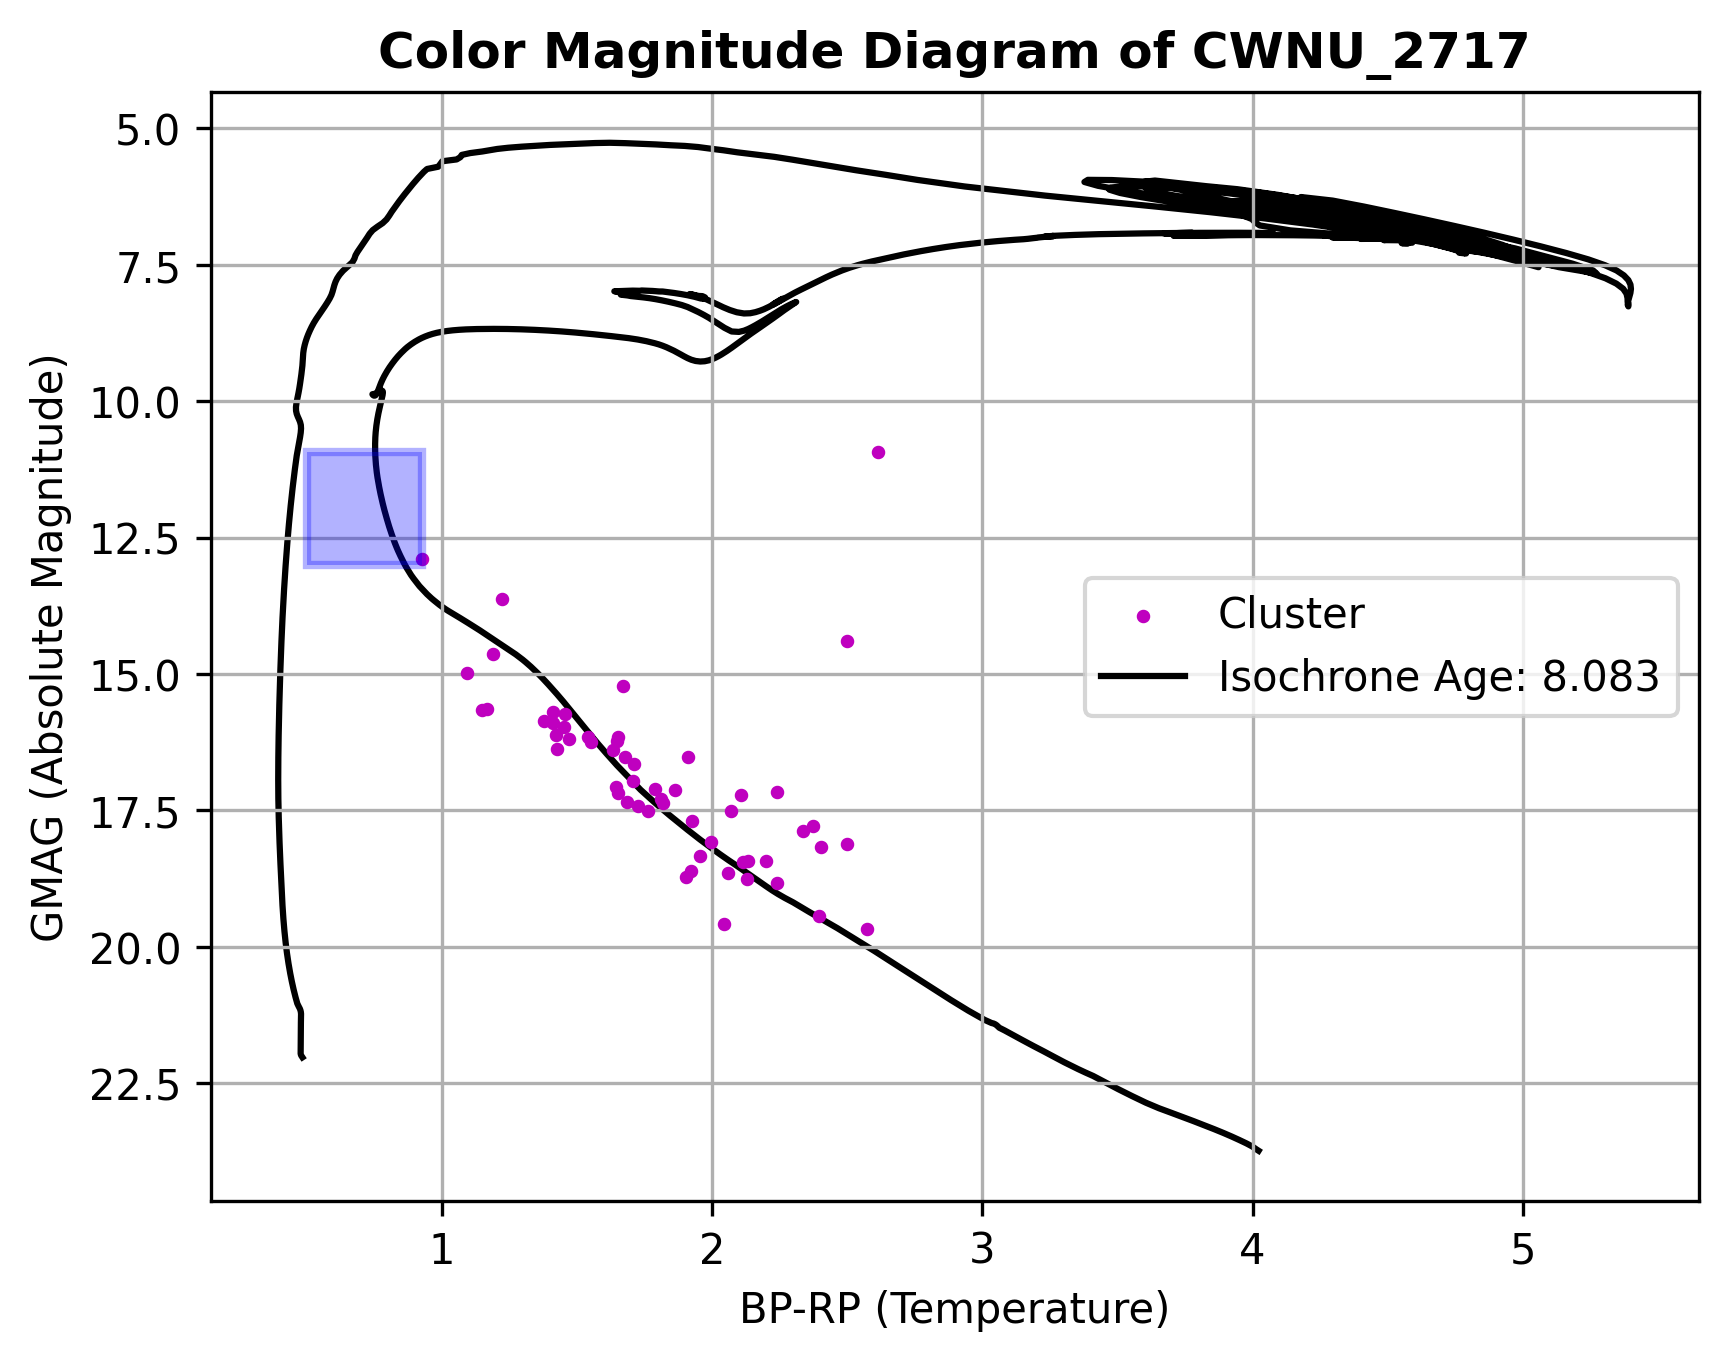 Color Magnitude Diagram of CWNU_2717
5.0
7.5
10.0
12.5
15.0
17.5
20.0
22.5
GMAG (Absolute Magnitude)
Cluster
Isochrone Age: 8.083
1 2 3 4 5
BP-RP (Temperature)